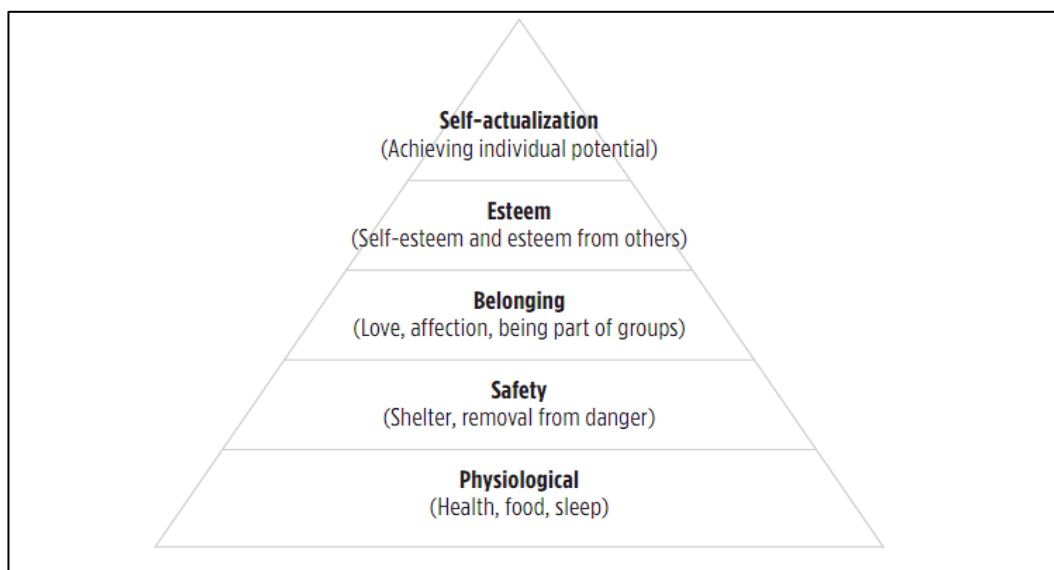 Self-actualization
(Achieving individual potential)
Esteem
(Self-esteem and esteem from others)
Belonging
(Love, affection, being part of groups)
Safety
(Shelter, removal from danger)
Physiological
(Health, food, sleep)